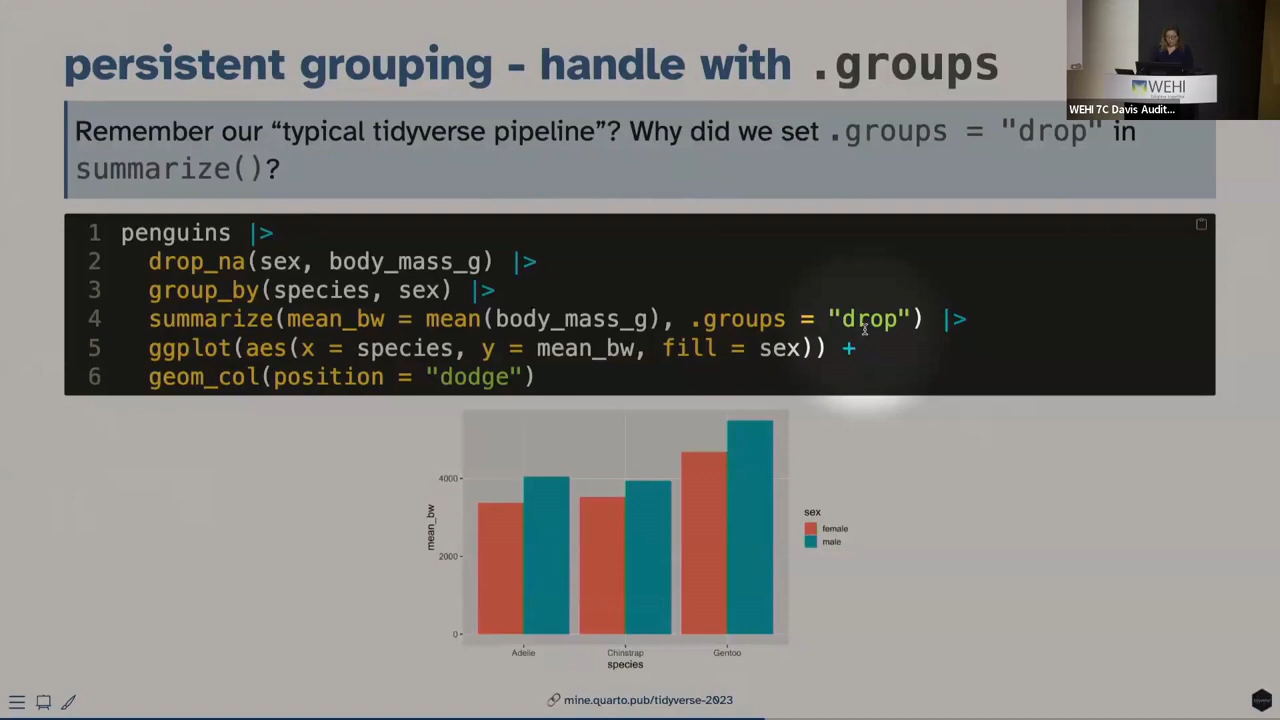 persistent grouping - handle with .groups
WEHI
WEHI 7C Davis Audit...
Remember our “typical tidyverse pipeline”? Why did we set .groups = "drop" in
summarize()?
1 penguins |>
2 drop_na(sex, body_mass_g) |>
3 group_by(species, sex) |>
4 summarize(mean_bw = mean(body_mass_g), .groups = "drop") |>
5 ggplot(aes(x = species, y = mean_bw, fill = sex)) +
6 geom_col(position = "dodge")
4000
2000
0
mean_bw
Adelie Chinstrap Gentoo
species
sex
female
male
mine.quarto.pub/tidyverse-2023